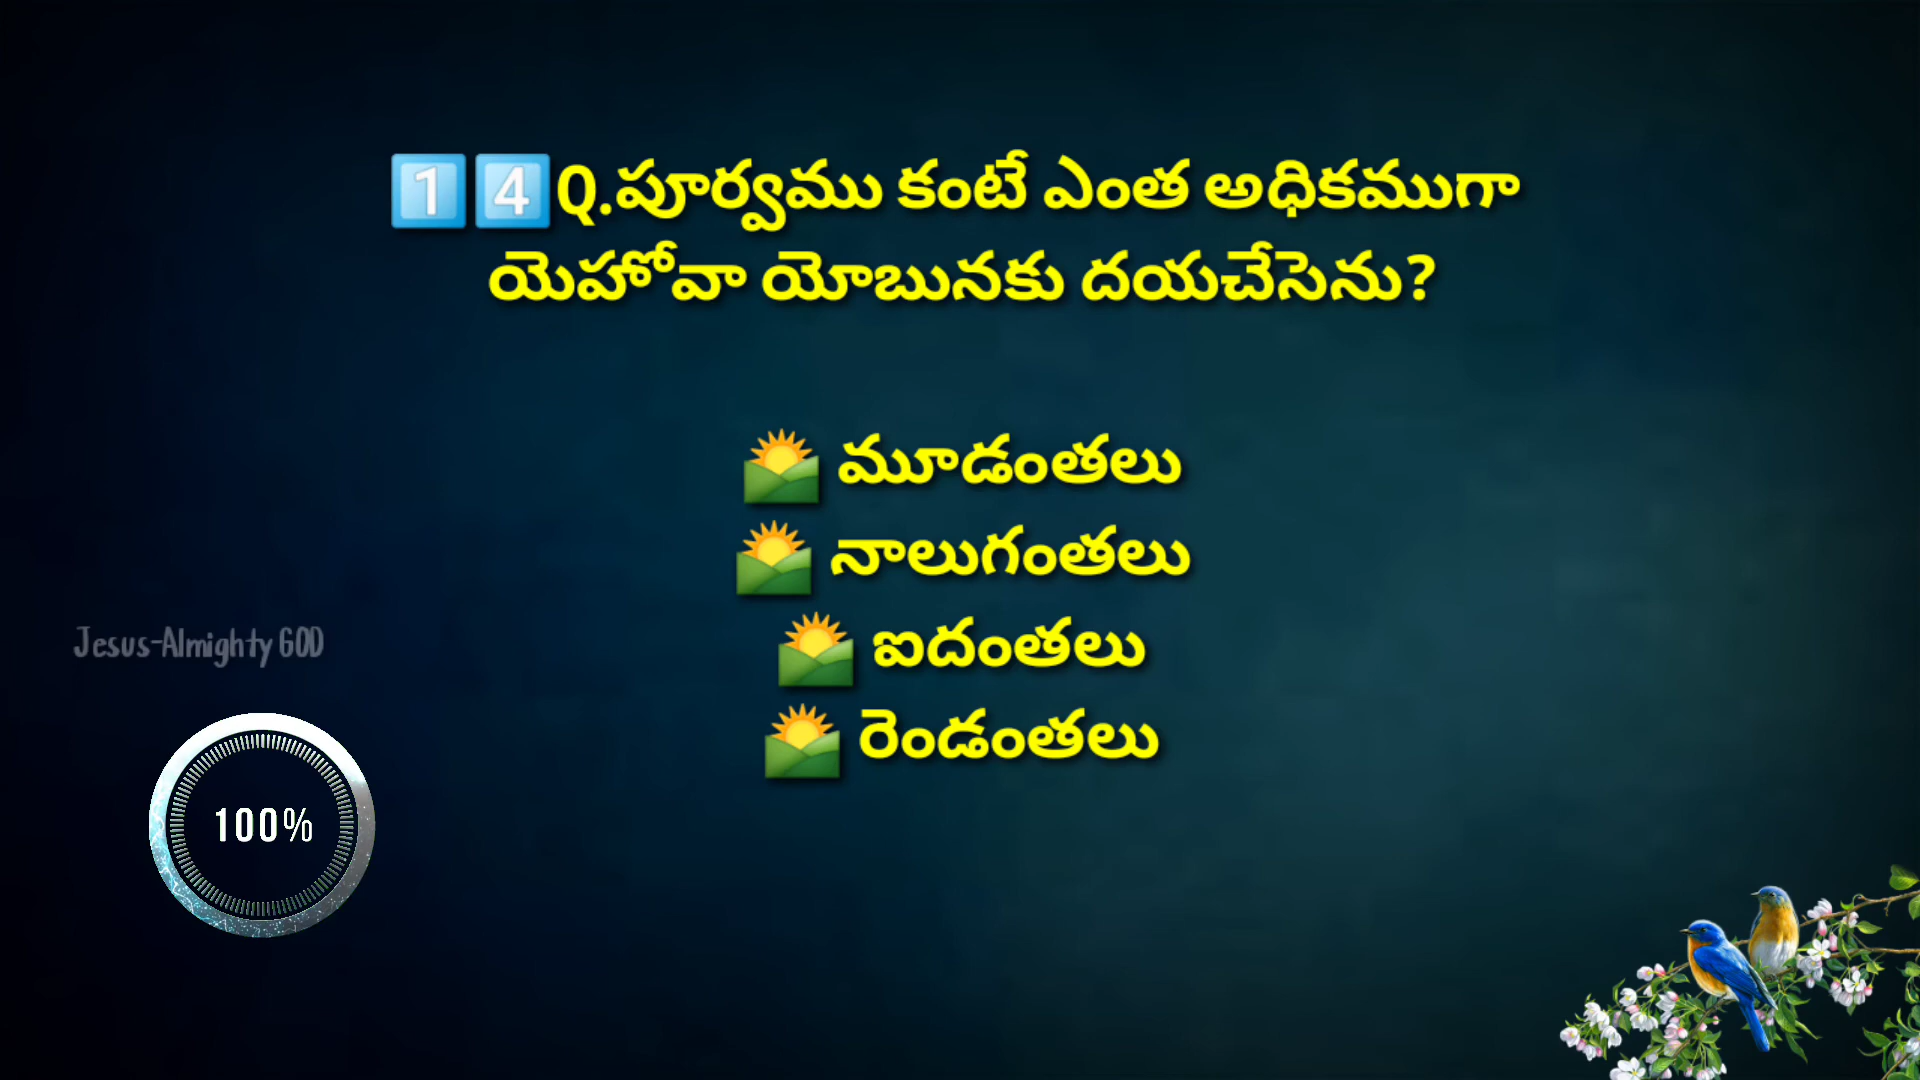 1️⃣4️⃣Q.పూర్వము కంటే ఎంత అధికముగా
యెహోవా యోబునకు దయచేసెను?
మూడంతలు
నాలుగంతలు
ఐదంతలు
రెండంతలు
Jesus-Almighty GOD
100%